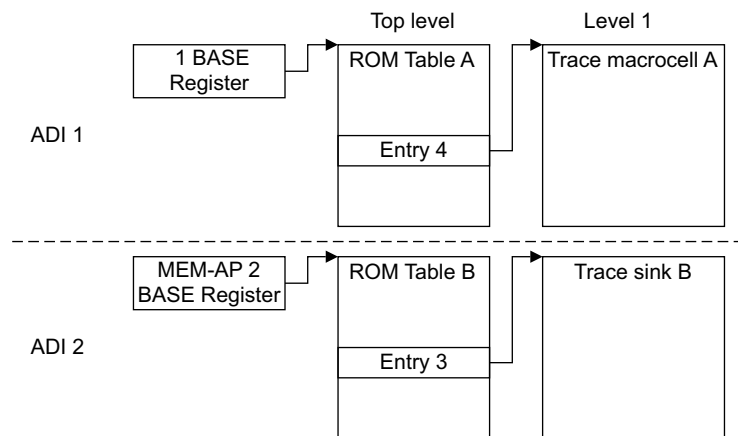 Top level
Level 1
1 BASE
Register
ROM Table A
Trace macrocell A
ADI 1
Entry 4
MEM-AP 2
BASE Register
ROM Table B
Trace sink B
ADI 2
Entry 3